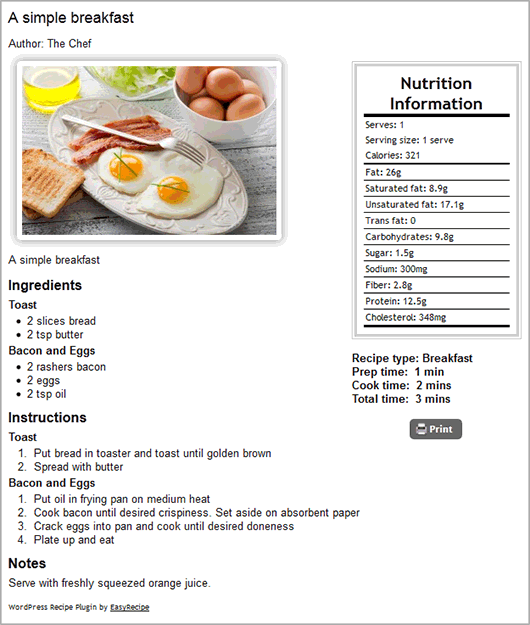 A simple breakfast
Author: The Chef
A simple breakfast
Ingredients
Toast
2 slices bread
2 tsp butter
Bacon and Eggs
2 rashers bacon
2 eggs
2 tsp oil
Instructions
Toast
1. Put bread in toaster and toast until golden brown
2. Spread with butter
Bacon and Eggs
1. Put oil in frying pan on medium heat
2. Cook bacon until desired crispiness. Set aside on absorbent paper
3. Crack eggs into pan and cook until desired doneness
4. Plate up and eat
Notes
Serve with freshly squeezed orange juice.
WordPress Recipe Plugin by EasyRecipe
Nutrition
Information
Serves: 1
Serving size: 1 serve
Calories: 321
Fat: 26g
Saturated fat: 8.9g
Unsaturated fat: 17.1g
Trans fat: 0
Carbohydrates: 9.8g
Sugar: 1.5g
Sodium: 300mg
Fiber: 2.8g
Protein: 12.5g
Cholesterol: 348mg
Recipe type: Breakfast
Prep time: 1 min
Cook time: 2 mins
Total time: 3 mins
Print